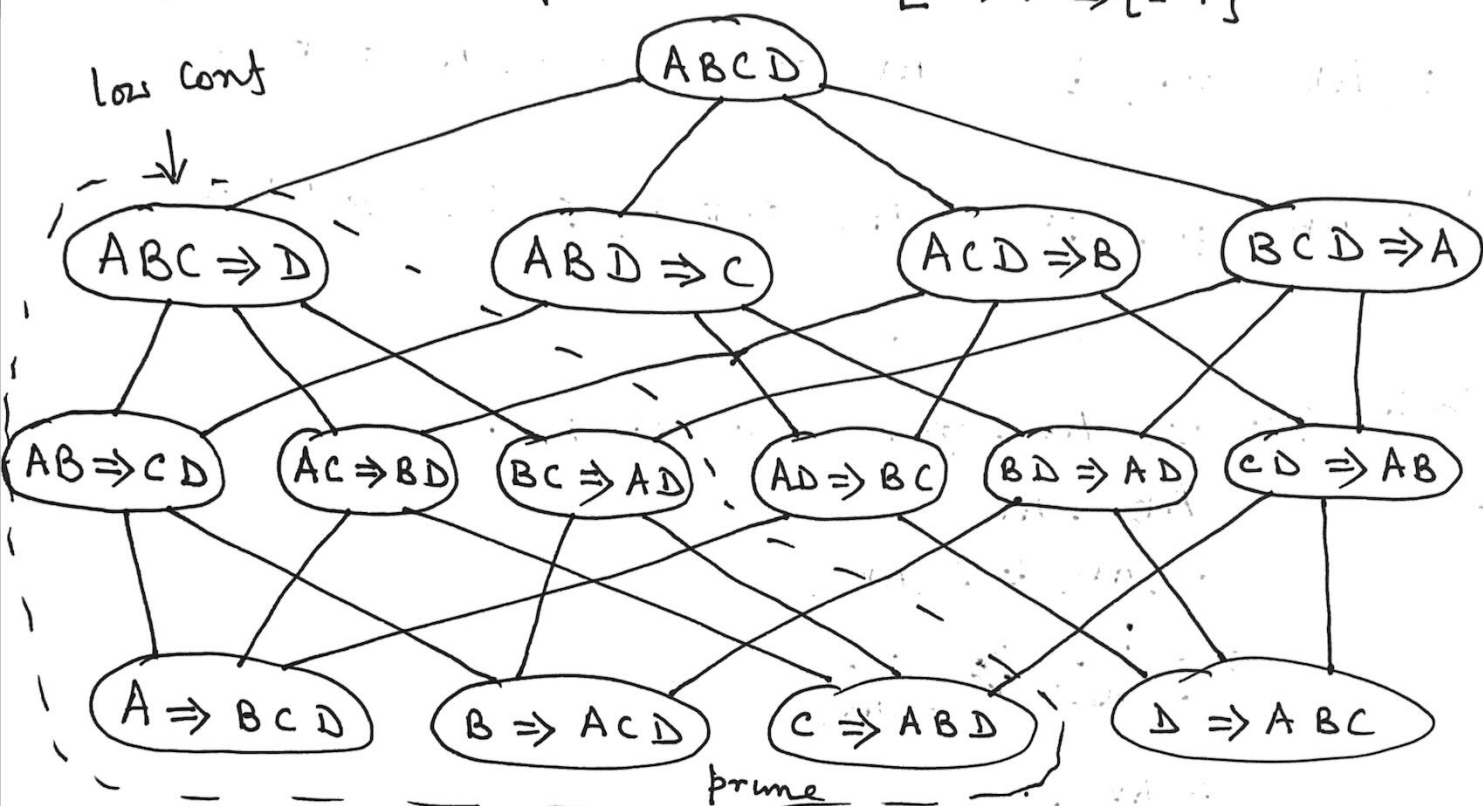 ABCD
low conf
ABC ⇒ D
ABD ⇒ C
ACD ⇒ B
BCD ⇒ A
AB ⇒ CD
AC ⇒ BD
BC ⇒ AD
AD ⇒ BC
BD ⇒ AD
CD ⇒ AB
A ⇒ BCD
B ⇒ ACD
C ⇒ ABD
D ⇒ ABC
prune